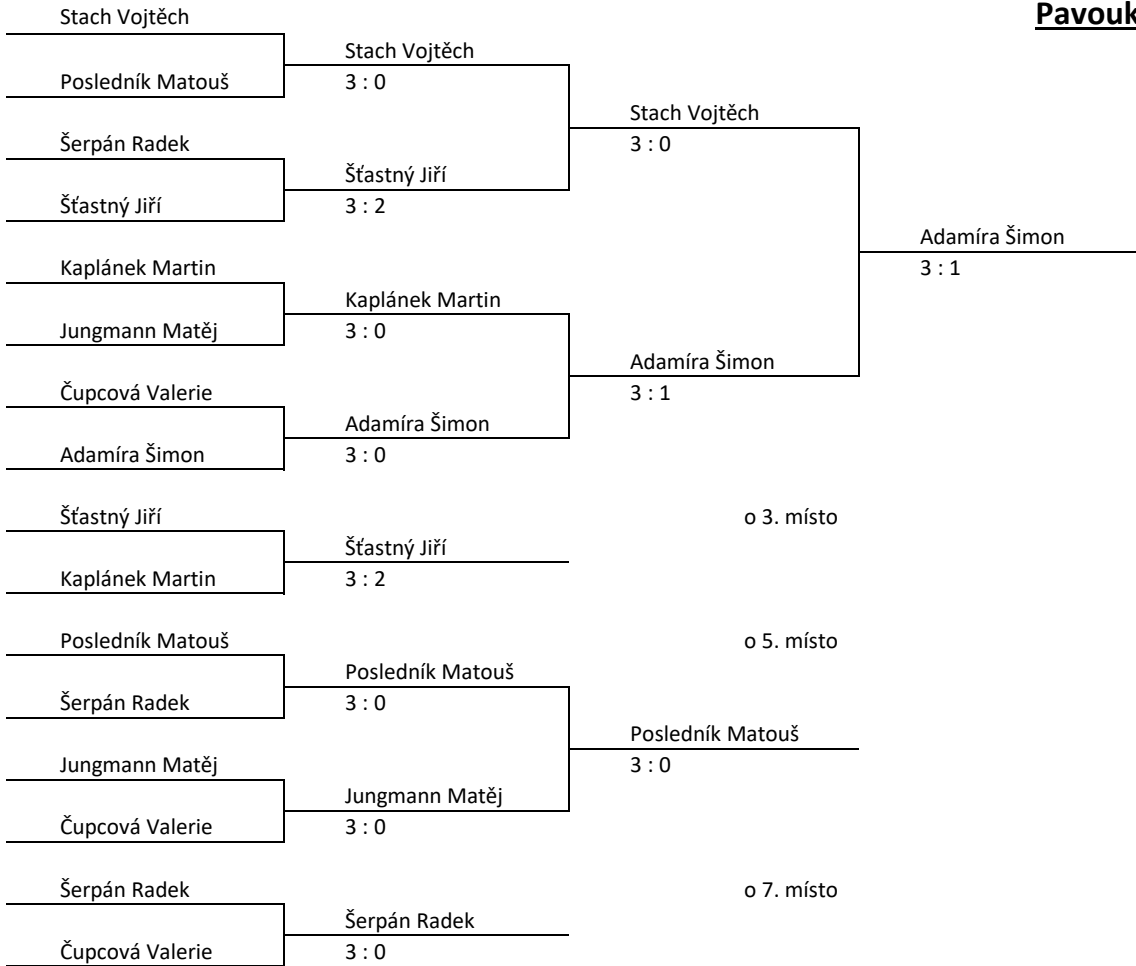 Pavouk
Stach Vojtěch
Stach Vojtěch
Posledník Matouš
3 : 0
Stach Vojtěch
Šerpán Radek
3 : 0
Šťastný Jiří
Šťastný Jiří
3 : 2
Adamíra Šimon
Kaplánek Martin
3 : 1
Kaplánek Martin
Jungmann Matěj
3 : 0
Adamíra Šimon
Čupcová Valerie
3 : 1
Adamíra Šimon
Adamíra Šimon
3 : 0
Šťastný Jiří
o 3. místo
Šťastný Jiří
Kaplánek Martin
3 : 2
Posledník Matouš
o 5. místo
Posledník Matouš
Šerpán Radek
3 : 0
Posledník Matouš
Jungmann Matěj
3 : 0
Jungmann Matěj
Čupcová Valerie
3 : 0
Šerpán Radek
o 7. místo
Šerpán Radek
Čupcová Valerie
3 : 0